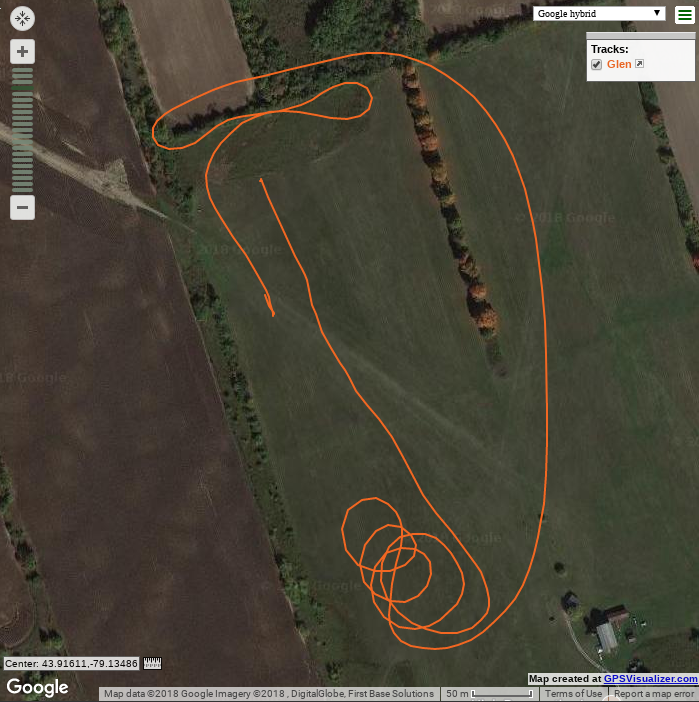 Google hybrid
Tracks:
Glen
© 2018 Google
2018 Google
2018 Google
Google
Google
Center: 43.91611,-79.13486
Map created at GPSVisualizer.com
Google
Map data ©2018 Google Imagery ©2018 , DigitalGlobe, First Base Solutions
50 m
Terms of Use
Report a map error